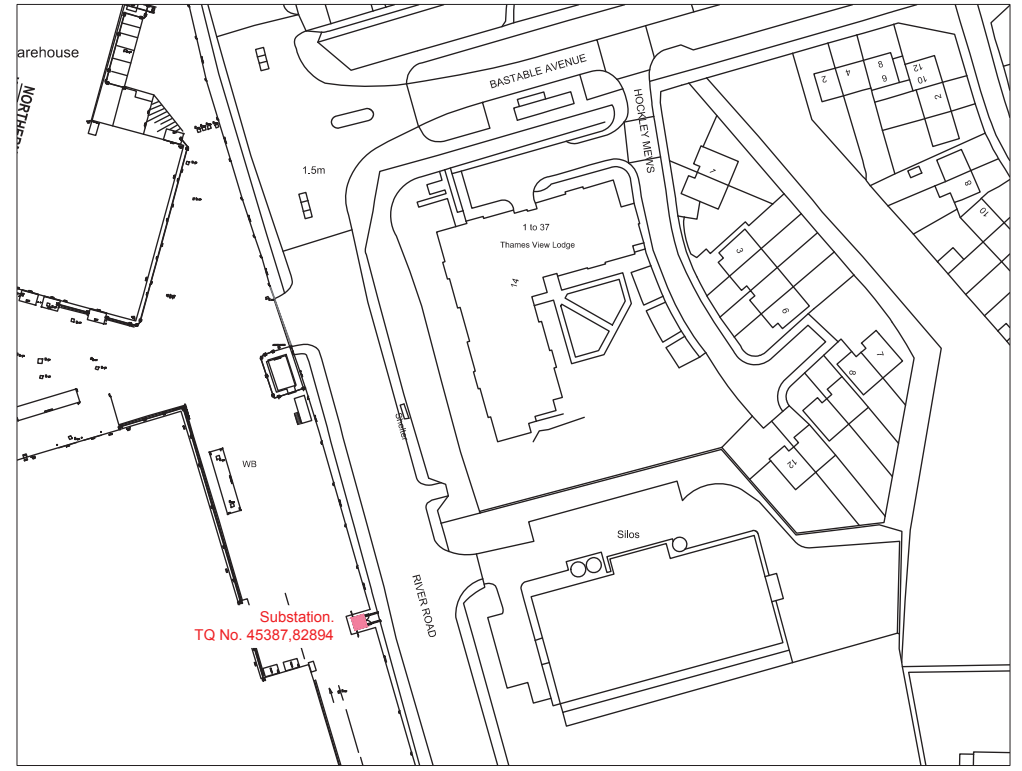 arehouse
BASTABLE AVENUE
HOCKLEY MEWS
1.5m
1 to 37
Thames View Lodge
14
2
4
6
8
10
12
2
8
10
1
3
6
7
8
12
Shelter
WB
Silos
RIVER ROAD
Substation.
TQ No. 45387,82894